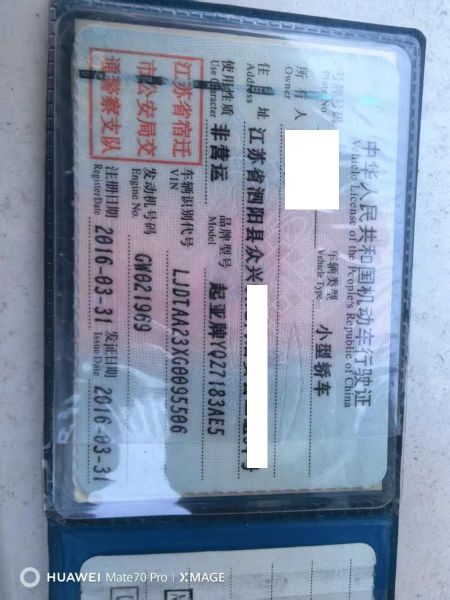 中华人民共和国机动车行驶证
Vehicle License of the People's Republic of China
号牌号码
Plate No.
车辆类型
Vehicle Type
小型轿车
所有人
Owner
住址
Address
江苏省泗阳县众兴
使用性质
Use Character
非营运
品牌型号
Model
起亚牌YQZ7183AE5
江苏省宿迁
市公安局交
通警察支队
车辆识别代号
VIN
LJDTAA23XG0095506
发动机号码
Engine No.
GW021969
注册日期
Register Date
2016-03-31
发证日期
Issue Date
2016-03-31
HUAWEI Mate70 Pro | XMAGE